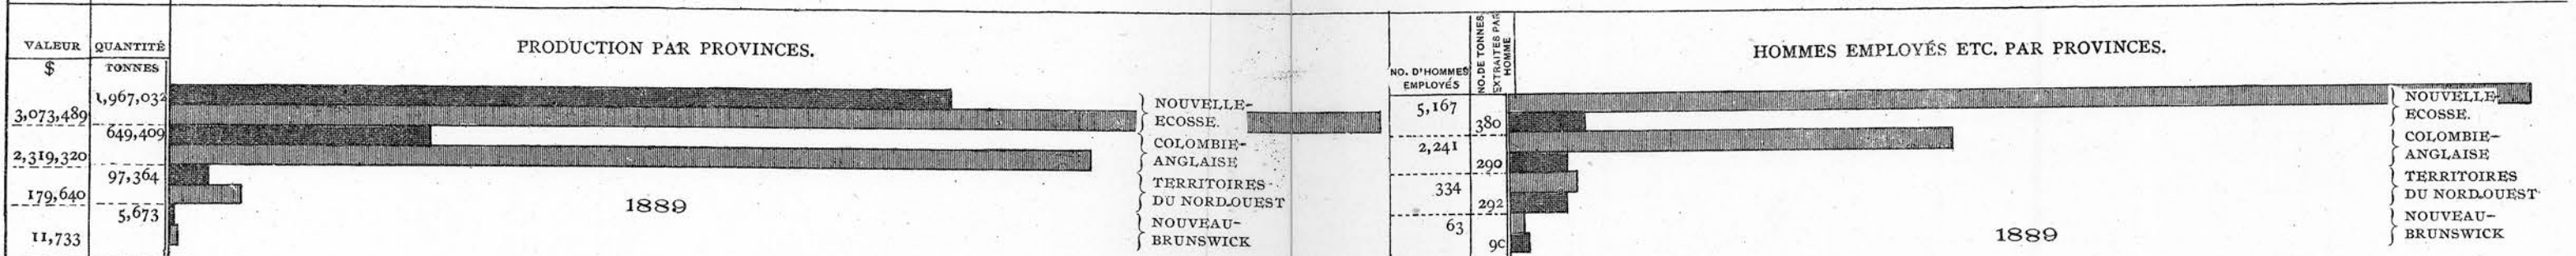 VALEUR QUANTITÉ
PRODUCTION PAR PROVINCES.
$ TONNES
1,967,032
3,073,489
649,409
2,319,320
97,364
179,640
5,673
11,733
NOUVELLE-
ECOSSE.
COLOMBIE-
ANGLAISE
TERRITOIRES
DU NORD-OUEST
NOUVEAU-
BRUNSWICK
1889
NO. D'HOMMES
EMPLOYÉS
NO. DE TONNES
EXTRAITES PAR
HOMME
HOMMES EMPLOYÉS ETC. PAR PROVINCES.
5,167
380
2,241
290
334
292
63
90
NOUVELLE-
ECOSSE.
COLOMBIE-
ANGLAISE
TERRITOIRES
DU NORD-OUEST
NOUVEAU-
BRUNSWICK
1889